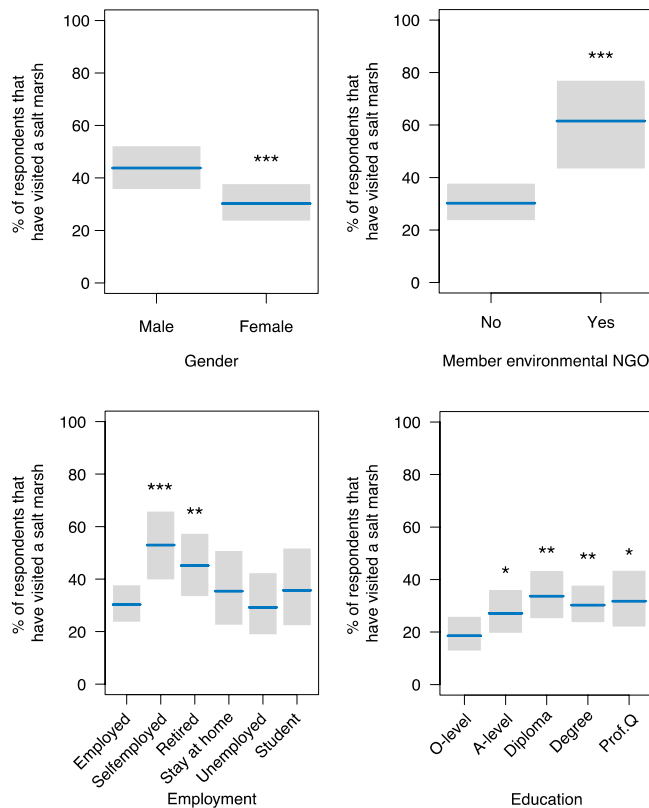 % of respondents that
have visited a salt marsh
100
80
60
40
20
0
***
Male
Female
Gender
% of respondents that
have visited a salt marsh
100
80
60
40
20
0
***
No
Yes
Member environmental NGO
% of respondents that
have visited a salt marsh
100
80
60
40
20
0
***
**
Employed
Selfemployed
Retired
Stay at home
Unemployed
Student
Employment
% of respondents that
have visited a salt marsh
100
80
60
40
20
0
*
**
**
*
O-level
A-level
Diploma
Degree
Prof.Q
Education